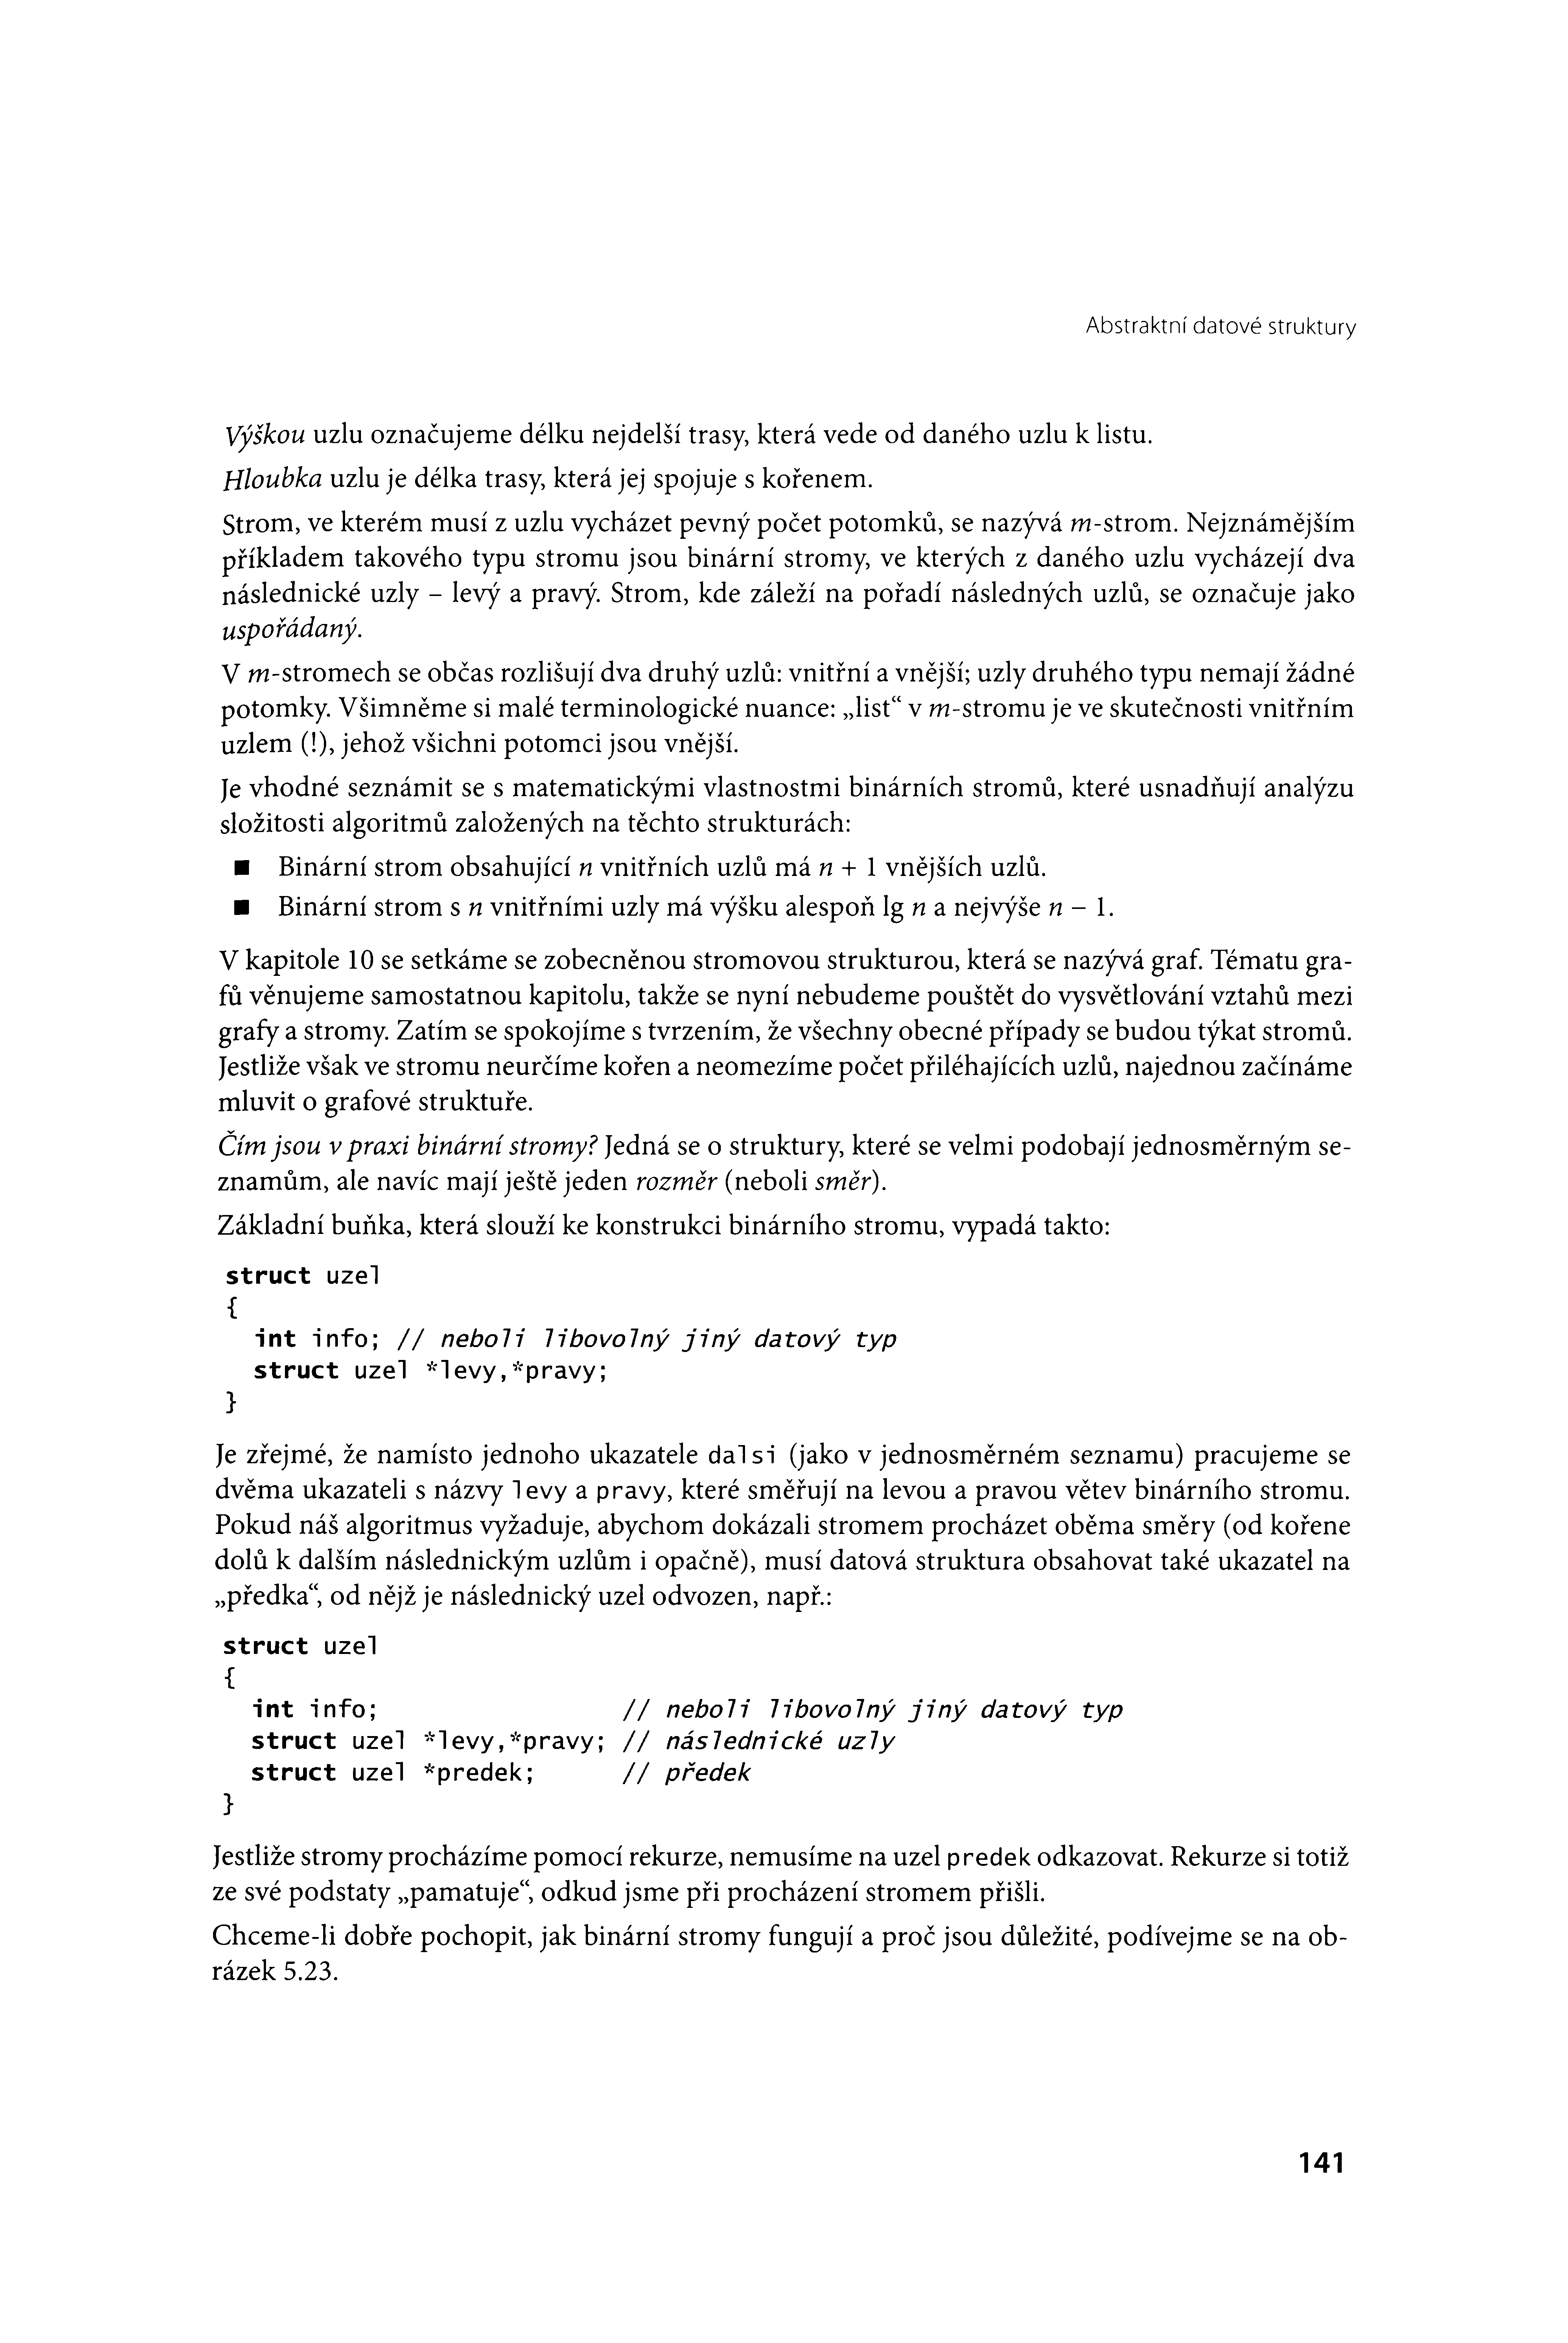 Abstraktní datové struktury
Výškou uzlu označujeme délku nejdelší trasy, která vede od daného uzlu k listu.
Hloubka uzlu je délka trasy, která jej spojuje s kořenem.
Strom, ve kterém musí z uzlu vycházet pevný počet potomků, se nazývá m-strom. Nejznámějším
příkladem takového typu stromu jsou binární stromy, ve kterých z daného uzlu vycházejí dva
následnické uzly – levý a pravý. Strom, kde záleží na pořadí následných uzlů, se označuje jako
uspořádaný.
V m-stromech se občas rozlišují dva druhý uzlů: vnitřní a vnější; uzly druhého typu nemají žádné
potomky. Všimněme si malé terminologické nuance: „list“ v m-stromu je ve skutečnosti vnitřním
uzlem (!), jehož všichni potomci jsou vnější.
Je vhodné seznámit se s matematickými vlastnostmi binárních stromů, které usnadňují analýzu
složitosti algoritmů založených na těchto strukturách:
■ Binární strom obsahující n vnitřních uzlů má n + 1 vnějších uzlů.
■ Binární strom s n vnitřními uzly má výšku alespoň lg n a nejvýše n – 1.
V kapitole 10 se setkáme se zobecněnou stromovou strukturou, která se nazývá graf. Tématu gra-
fů věnujeme samostatnou kapitolu, takže se nyní nebudeme pouštět do vysvětlování vztahů mezi
grafy a stromy. Zatím se spokojíme s tvrzením, že všechny obecné případy se budou týkat stromů.
Jestliže však ve stromu neurčíme kořen a neomezíme počet přiléhajících uzlů, najednou začínáme
mluvit o grafové struktuře.
Čím jsou v praxi binární stromy? Jedná se o struktury, které se velmi podobají jednosměrným se-
znamům, ale navíc mají ještě jeden rozměr (neboli směr).
Základní buňka, která slouží ke konstrukci binárního stromu, vypadá takto:
struct uzel
{
  int info; // neboli libovolný jiný datový typ
  struct uzel *levy,*pravy;
}
Je zřejmé, že namísto jednoho ukazatele dalsi (jako v jednosměrném seznamu) pracujeme se
dvěma ukazateli s názvy levy a pravy, které směřují na levou a pravou větev binárního stromu.
Pokud náš algoritmus vyžaduje, abychom dokázali stromem procházet oběma směry (od kořene
dolů k dalším následnickým uzlům i opačně), musí datová struktura obsahovat také ukazatel na
„předka“, od nějž je následnický uzel odvozen, např.:
struct uzel
{
  int info;                 // neboli libovolný jiný datový typ
  struct uzel *levy,*pravy; // následnické uzly
  struct uzel *predek;      // předek
}
Jestliže stromy procházíme pomocí rekurze, nemusíme na uzel predek odkazovat. Rekurze si totiž
ze své podstaty „pamatuje“, odkud jsme při procházení stromem přišli.
Chceme-li dobře pochopit, jak binární stromy fungují a proč jsou důležité, podívejme se na ob-
rázek 5.23.
141